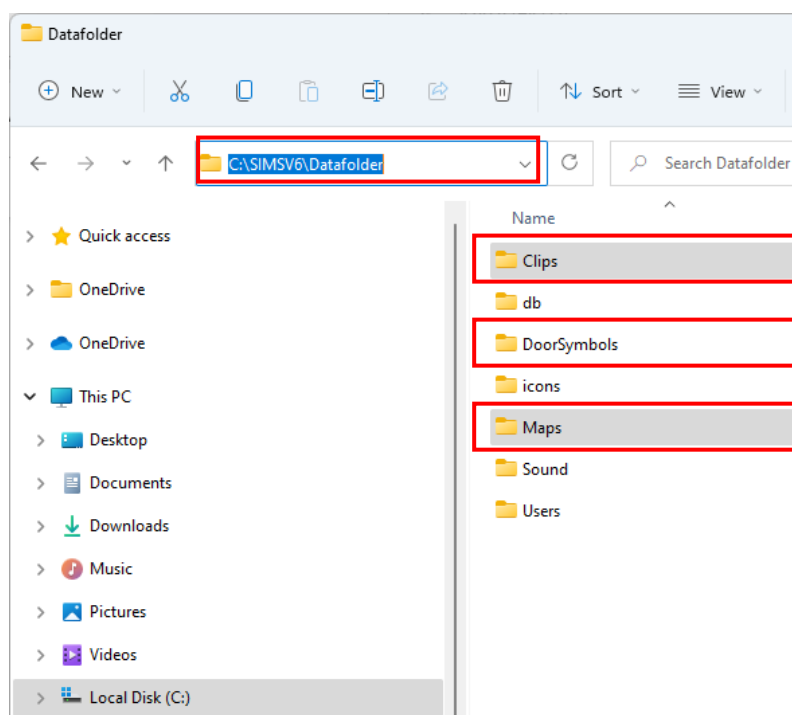 Datafolder
New Sort View
C:\SIMSV6\Datafolder Search Datafolder
Name
Quick access
OneDrive
OneDrive
This PC
Desktop
Documents
Downloads
Music
Pictures
Videos
Local Disk (C:)
Clips
db
DoorSymbols
icons
Maps
Sound
Users